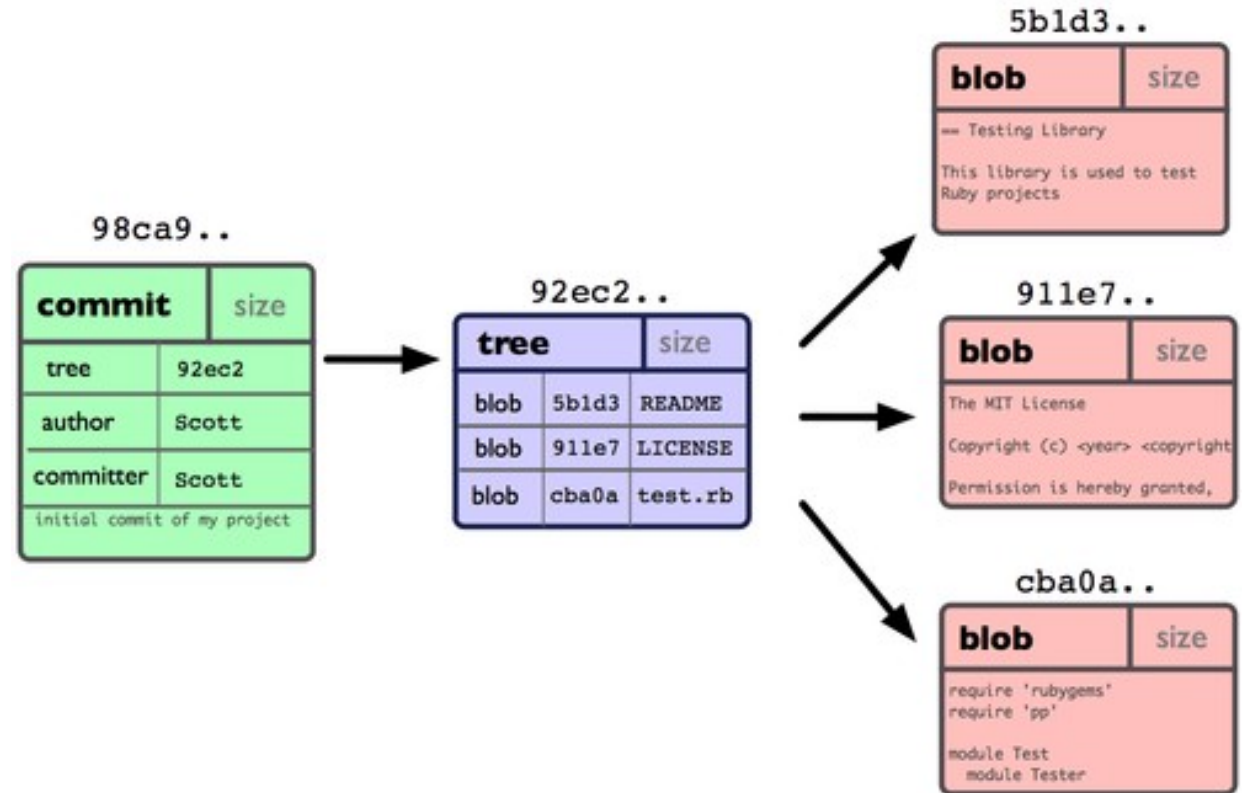 98ca9..
commit size
tree 92ec2
author Scott
committer Scott
initial commit of my project
92ec2..
tree size
blob 5b1d3 README
blob 911e7 LICENSE
blob cba0a test.rb
5b1d3..
blob size
== Testing Library
This library is used to test
Ruby projects
911e7..
blob size
The MIT License
Copyright (c) <year> <copyright
Permission is hereby granted,
cba0a..
blob size
require 'rubygems'
require 'pp'
module Test
module Tester